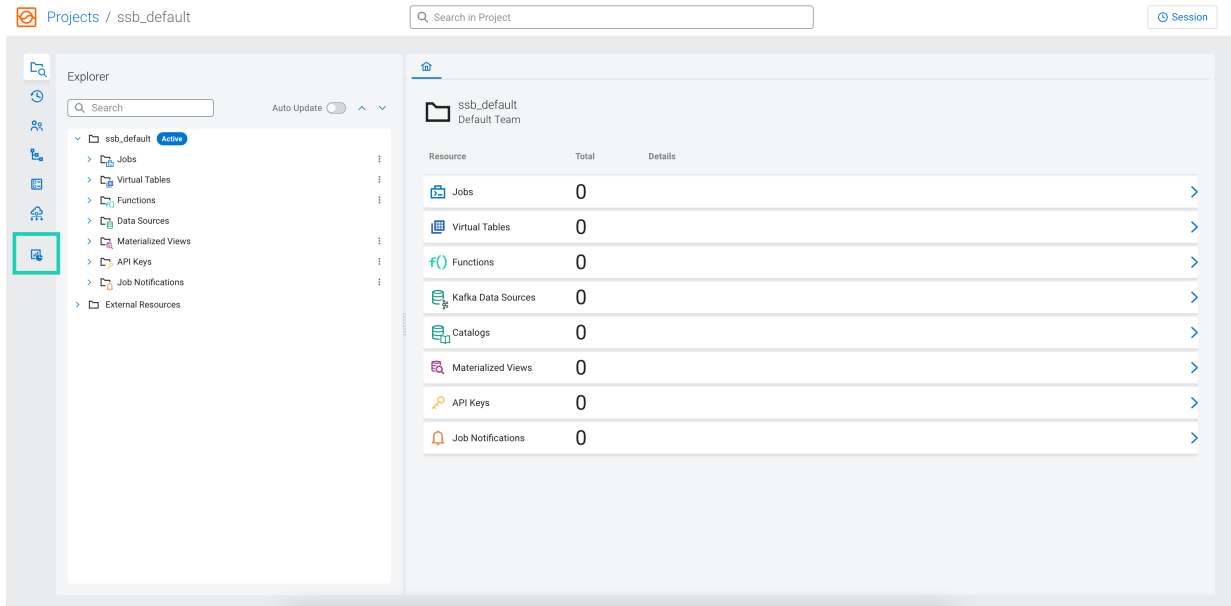 Projects / ssb_default
Search in Project
Session
Explorer
Search
Auto Update
ssb_default Active
Jobs
Virtual Tables
Functions
Data Sources
Materialized Views
API Keys
Job Notifications
External Resources
ssb_default
Default Team
Resource Total Details
Jobs 0
Virtual Tables 0
f() Functions 0
Kafka Data Sources 0
Catalogs 0
Materialized Views 0
API Keys 0
Job Notifications 0